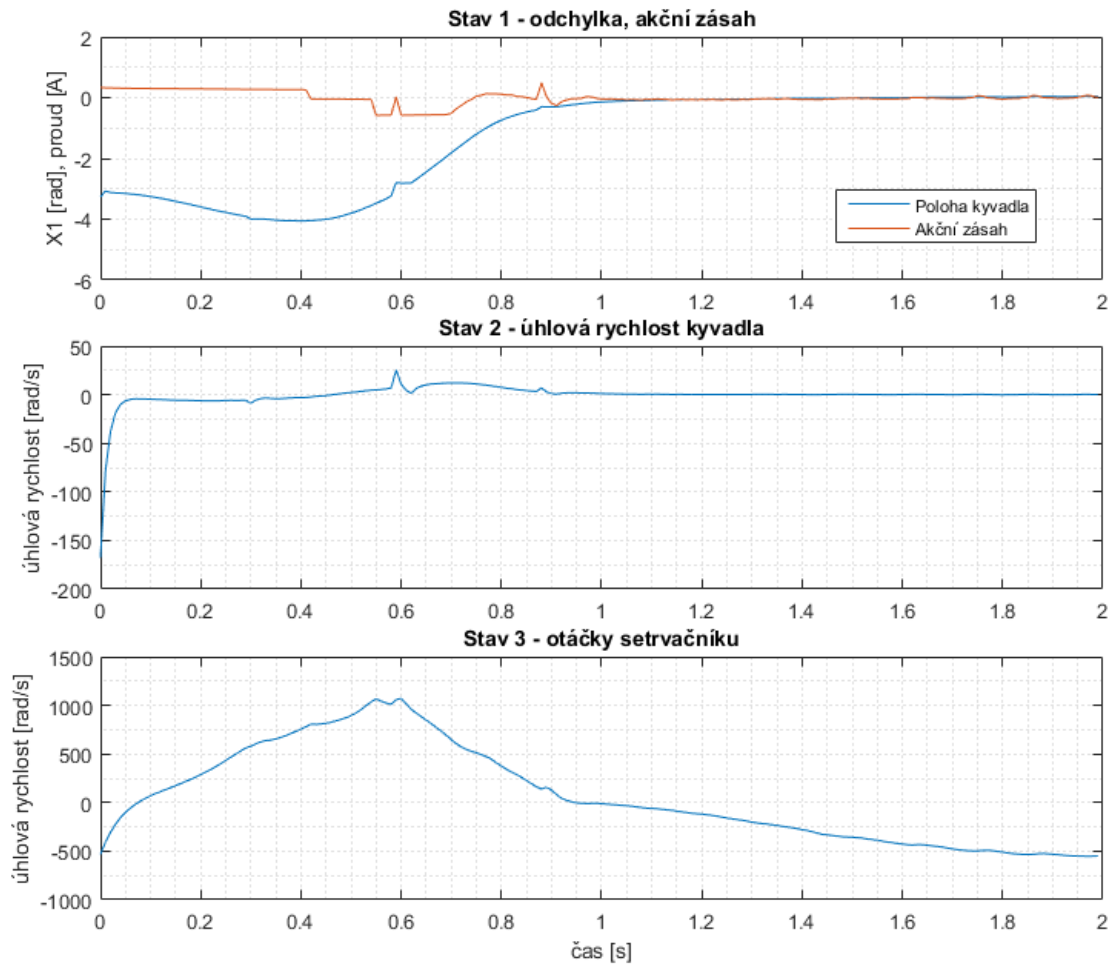 Stav 1 - odchylka, akční zásah
X1 [rad], proud [A]
2
0
-2
-4
-6
Poloha kyvadla
Akční zásah
0 0.2 0.4 0.6 0.8 1 1.2 1.4 1.6 1.8 2
Stav 2 - úhlová rychlost kyvadla
úhlová rychlost [rad/s]
50
0
-50
-100
-150
-200
0 0.2 0.4 0.6 0.8 1 1.2 1.4 1.6 1.8 2
Stav 3 - otáčky setrvačníku
úhlová rychlost [rad/s]
1500
1000
500
0
-500
-1000
0 0.2 0.4 0.6 0.8 1 1.2 1.4 1.6 1.8 2
čas [s]